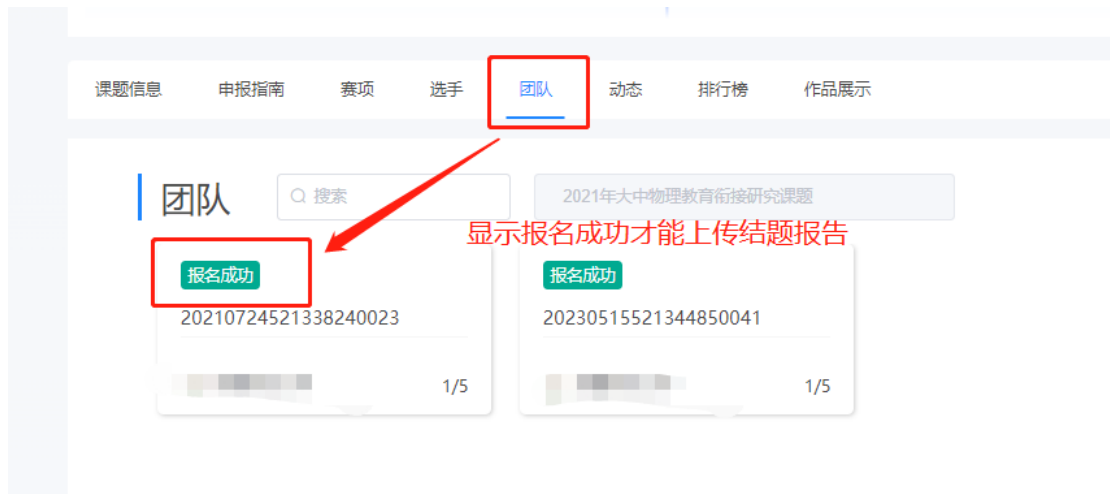 课题信息 申报指南 赛项 选手 团队 动态 排行榜 作品展示
团队 搜索 2021年大中物理教育衔接研究课题
显示报名成功才能上传结题报告
报名成功 报名成功
20210724521338240023 20230515521344850041
1/5 1/5